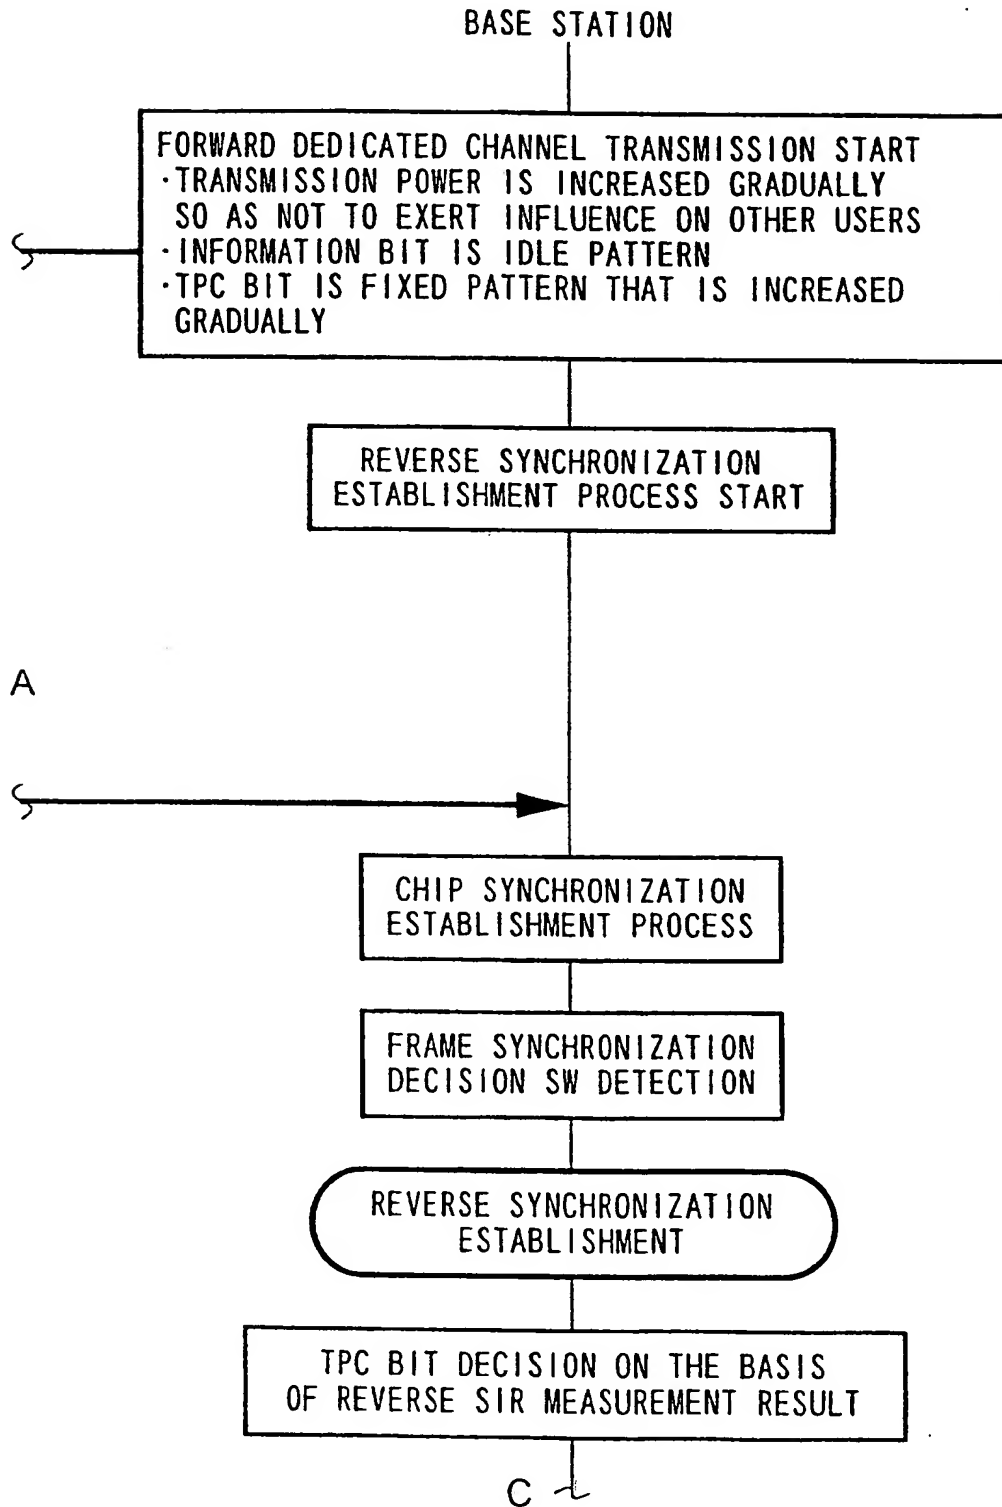 BASE STATION
FORWARD DEDICATED CHANNEL TRANSMISSION START
·TRANSMISSION POWER IS INCREASED GRADUALLY
SO AS NOT TO EXERT INFLUENCE ON OTHER USERS
·INFORMATION BIT IS IDLE PATTERN
·TPC BIT IS FIXED PATTERN THAT IS INCREASED
GRADUALLY
REVERSE SYNCHRONIZATION
ESTABLISHMENT PROCESS START
A
CHIP SYNCHRONIZATION
ESTABLISHMENT PROCESS
FRAME SYNCHRONIZATION
DECISION SW DETECTION
REVERSE SYNCHRONIZATION
ESTABLISHMENT
TPC BIT DECISION ON THE BASIS
OF REVERSE SIR MEASUREMENT RESULT
C